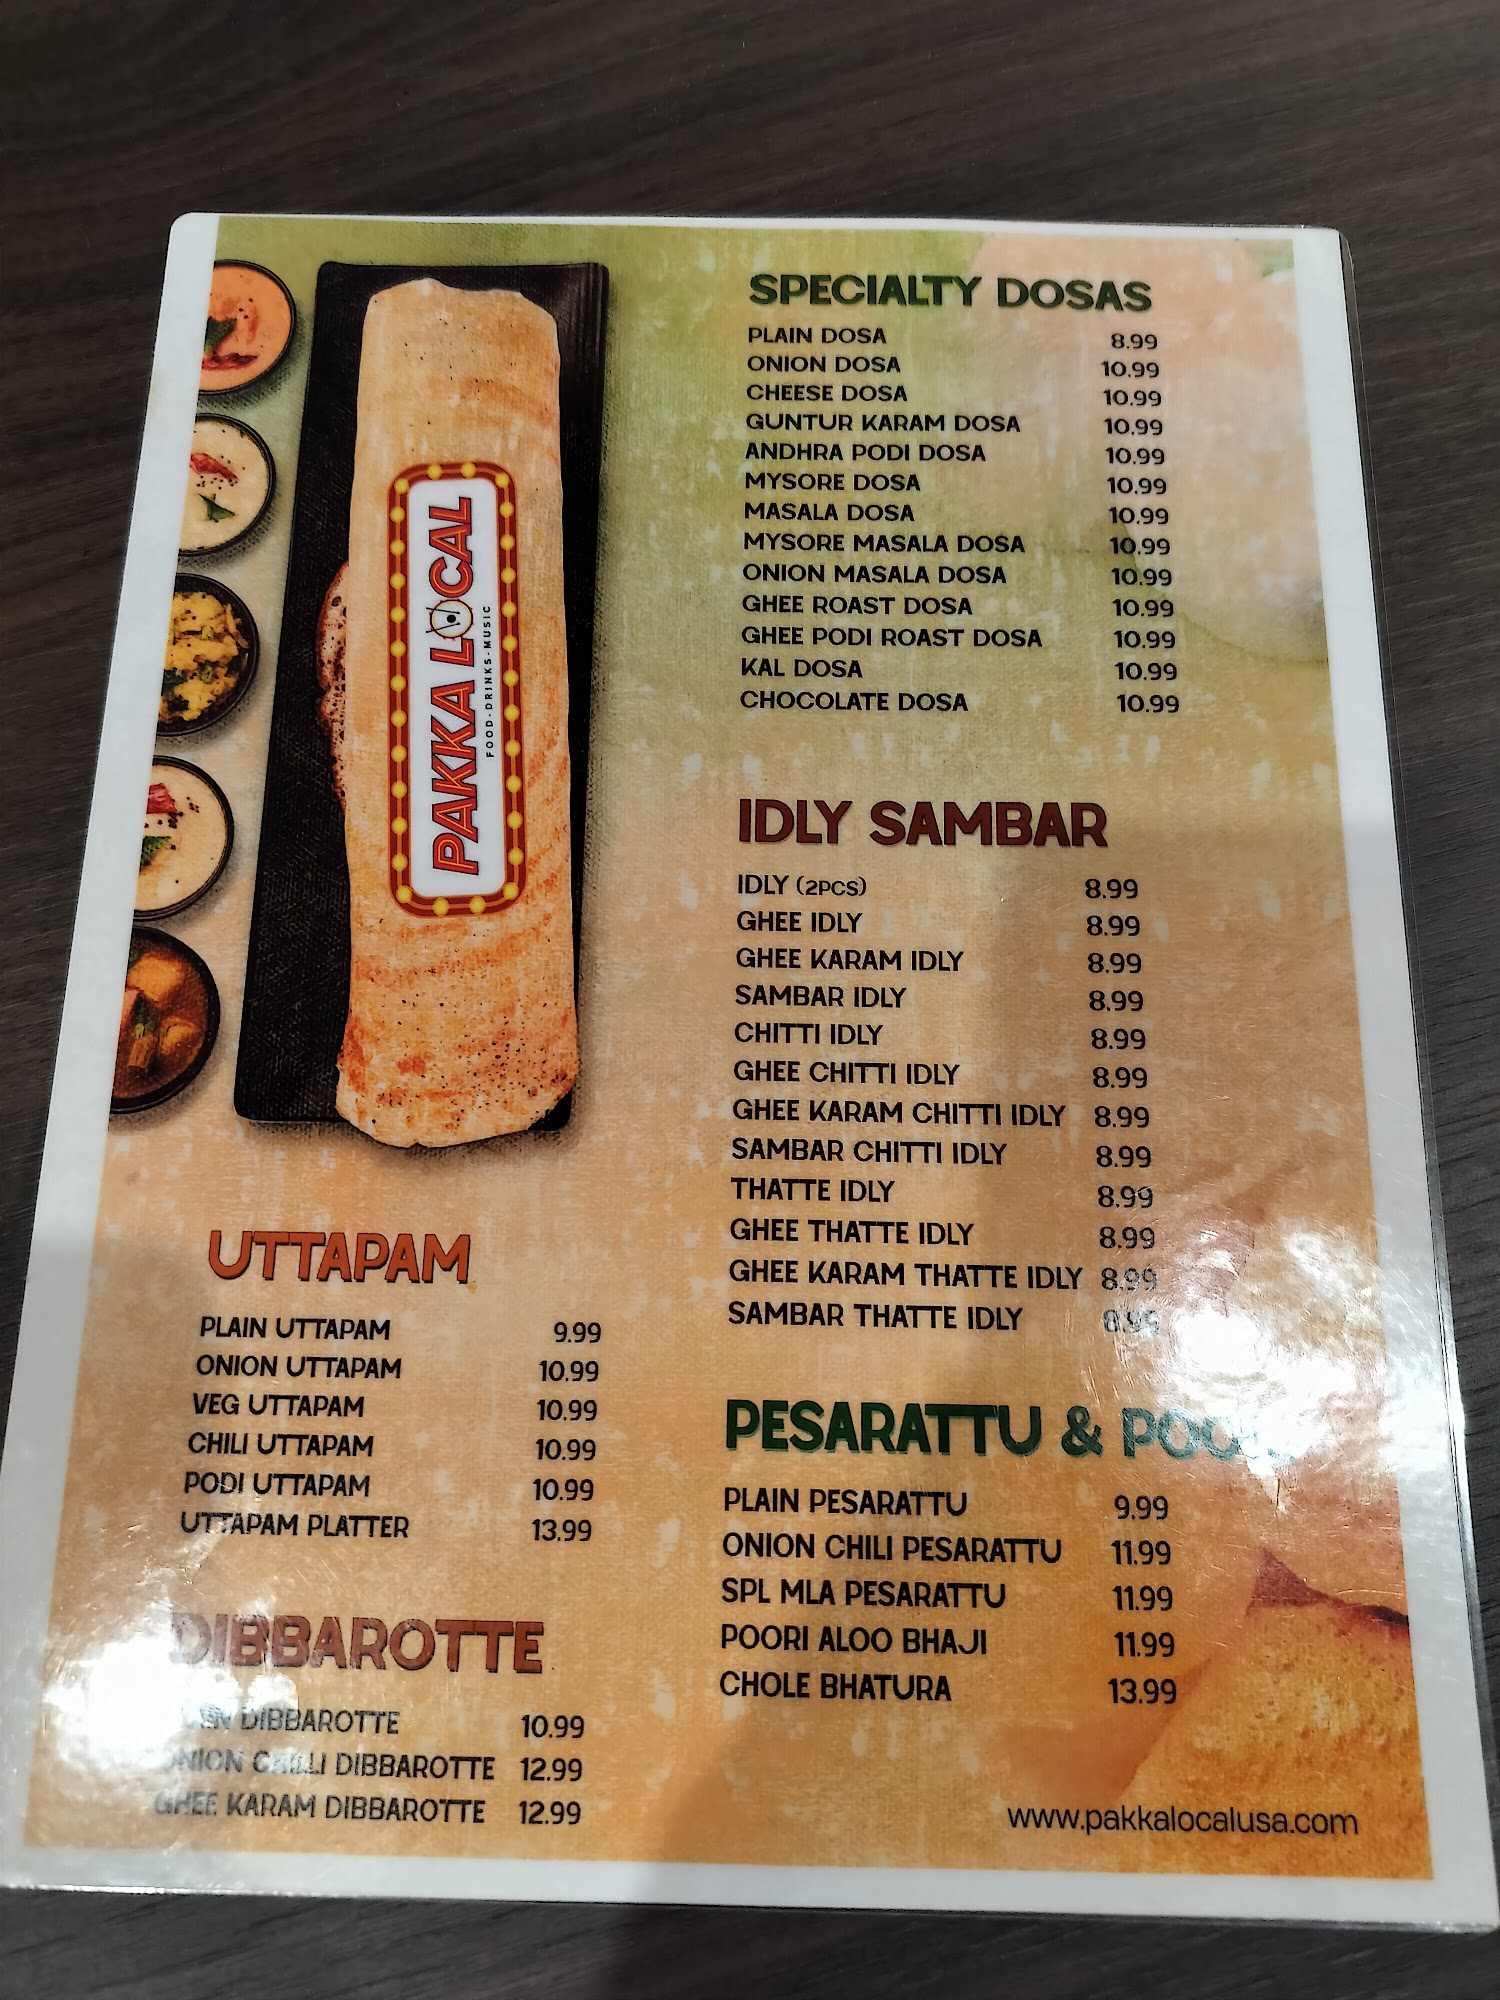 PAKKA LOCAL
FOOD-DRINKS-MUSIC
SPECIALTY DOSAS
PLAIN DOSA 8.99
ONION DOSA 10.99
CHEESE DOSA 10.99
GUNTUR KARAM DOSA 10.99
ANDHRA PODI DOSA 10.99
MYSORE DOSA 10.99
MASALA DOSA 10.99
MYSORE MASALA DOSA 10.99
ONION MASALA DOSA 10.99
GHEE ROAST DOSA 10.99
GHEE PODI ROAST DOSA 10.99
KAL DOSA 10.99
CHOCOLATE DOSA 10.99
IDLY SAMBAR
IDLY (2PCS) 8.99
GHEE IDLY 8.99
GHEE KARAM IDLY 8.99
SAMBAR IDLY 8.99
CHITTI IDLY 8.99
GHEE CHITTI IDLY 8.99
GHEE KARAM CHITTI IDLY 8.99
SAMBAR CHITTI IDLY 8.99
THATTE IDLY 8.99
GHEE THATTE IDLY 8.99
GHEE KARAM THATTE IDLY 8.99
SAMBAR THATTE IDLY 8.99
UTTAPAM
PLAIN UTTAPAM 9.99
ONION UTTAPAM 10.99
VEG UTTAPAM 10.99
CHILI UTTAPAM 10.99
PODI UTTAPAM 10.99
UTTAPAM PLATTER 13.99
DIBBAROTTE
DIBBAROTTE 10.99
ONION CHILLI DIBBAROTTE 12.99
GHEE KARAM DIBBAROTTE 12.99
PESARATTU &
PLAIN PESARATTU 9.99
ONION CHILI PESARATTU 11.99
SPL MLA PESARATTU 11.99
POORI ALOO BHAJI 11.99
CHOLE BHATURA 13.99
www.pakkalocalusa.com